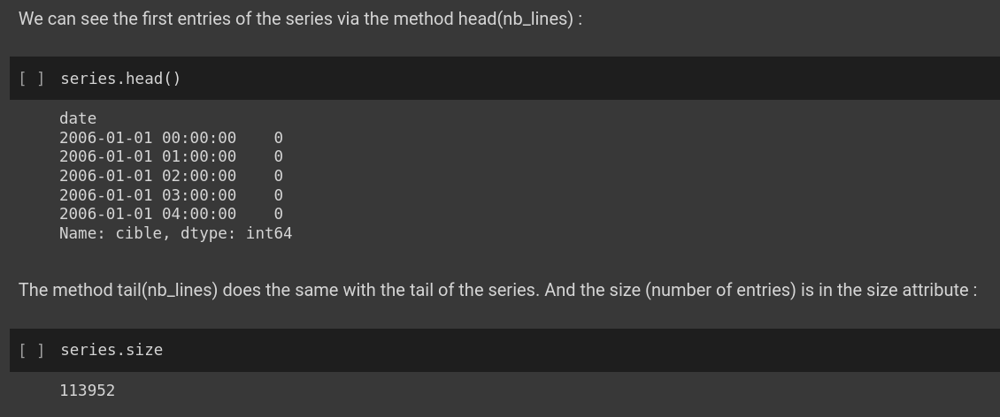 We can see the first entries of the series via the method head(nb_lines) :
[ ] series.head()
date
2006-01-01 00:00:00    0
2006-01-01 01:00:00    0
2006-01-01 02:00:00    0
2006-01-01 03:00:00    0
2006-01-01 04:00:00    0
Name: cible, dtype: int64
The method tail(nb_lines) does the same with the tail of the series. And the size (number of entries) is in the size attribute :
[ ] series.size
113952